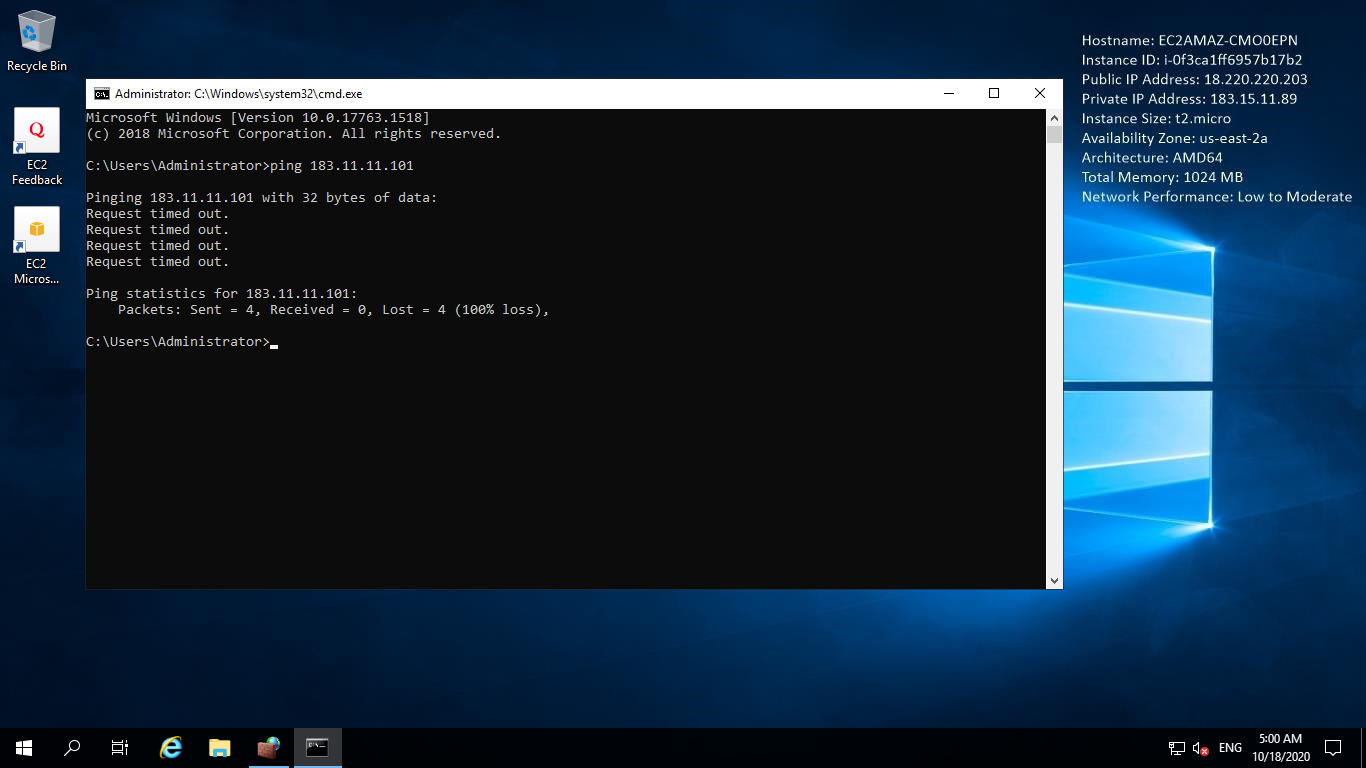 Recycle Bin
Q
EC2
Feedback
EC2
Micros...
Administrator: C:\Windows\system32\cmd.exe
Microsoft Windows [Version 10.0.17763.1518]
(c) 2018 Microsoft Corporation. All rights reserved.
C:\Users\Administrator>ping 183.11.11.101
Pinging 183.11.11.101 with 32 bytes of data:
Request timed out.
Request timed out.
Request timed out.
Request timed out.
Ping statistics for 183.11.11.101:
    Packets: Sent = 4, Received = 0, Lost = 4 (100% loss),
C:\Users\Administrator>
Hostname: EC2AMAZ-CMO0EPN
Instance ID: i-0f3ca1ff6957b17b2
Public IP Address: 18.220.220.203
Private IP Address: 183.15.11.89
Instance Size: t2.micro
Availability Zone: us-east-2a
Architecture: AMD64
Total Memory: 1024 MB
Network Performance: Low to Moderate
ENG
5:00 AM
10/18/2020